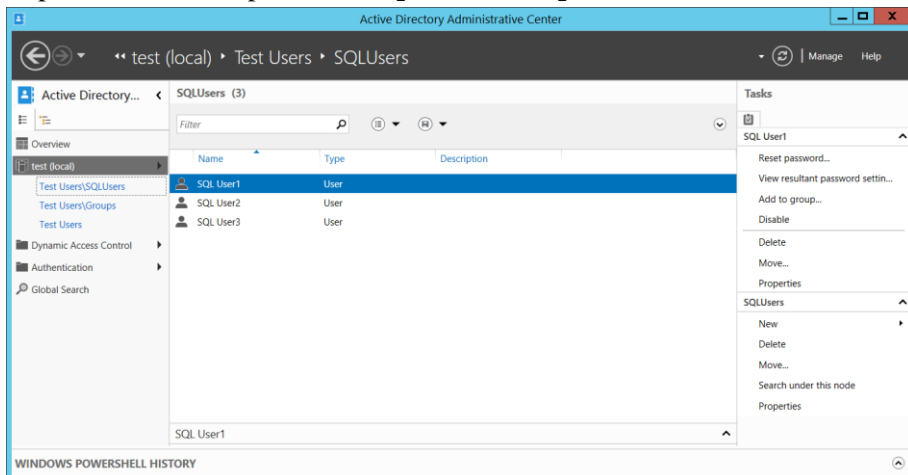 Active Directory Administrative Center
test (local) Test Users SQLUsers
Manage Help
Active Directory...
Overview
test (local)
Test Users\SQLUsers
Test Users\Groups
Test Users
Dynamic Access Control
Authentication
Global Search
SQLUsers (3)
Filter
Name Type Description
SQL User1 User
SQL User2 User
SQL User3 User
SQL User1
Tasks
SQL User1
Reset password...
View resultant password settin...
Add to group...
Disable
Delete
Move...
Properties
SQLUsers
New
Delete
Move...
Search under this node
Properties
WINDOWS POWERSHELL HISTORY